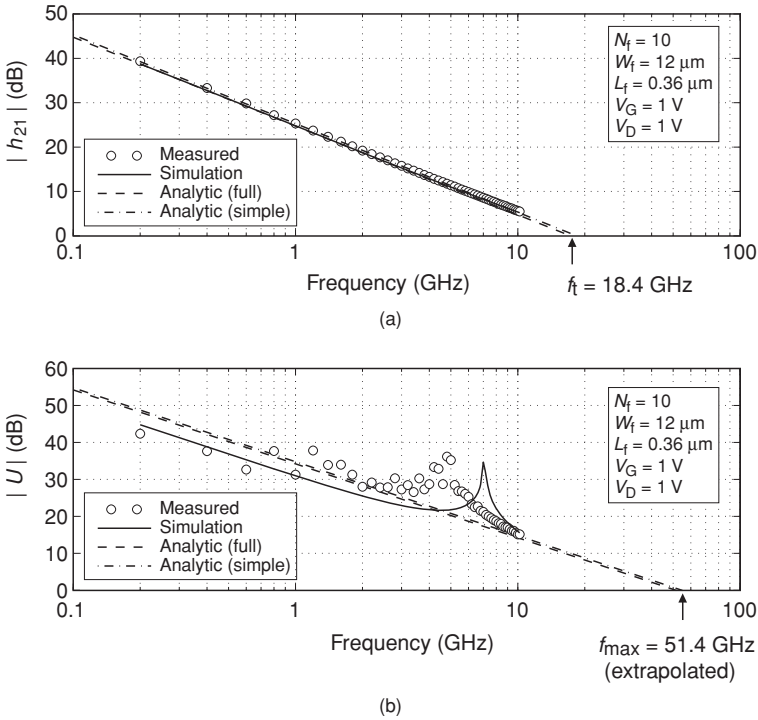 50
40
30
20
10
0
| h21 | (dB)
Nf = 10
Wf = 12 μm
Lf = 0.36 μm
VG = 1 V
VD = 1 V
Measured
Simulation
Analytic (full)
Analytic (simple)
0.1 1 10 100
Frequency (GHz)
ft = 18.4 GHz
(a)
60
50
40
30
20
10
0
| U | (dB)
Nf = 10
Wf = 12 μm
Lf = 0.36 μm
VG = 1 V
VD = 1 V
Measured
Simulation
Analytic (full)
Analytic (simple)
0.1 1 10 100
Frequency (GHz)
fmax = 51.4 GHz
(extrapolated)
(b)